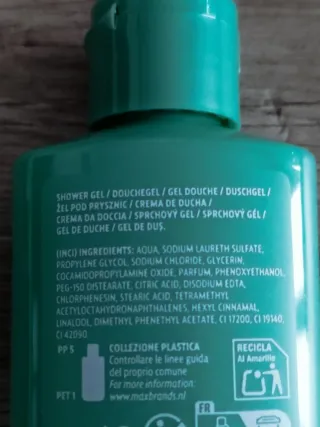 SHOWER GEL / DOUCHEGEL / GEL DOUCHE / DUSCHGEL /
ŻEL POD PRYSZNIC / CREMA DE DUCHA /
CREMA DA DOCCIA / SPRCHOVÝ GEL / SPRCHOVÝ GÉL /
GEL DE DUCHE / GEL DE DUȘ.
(INCI) INGREDIENTS: AQUA, SODIUM LAURETH SULFATE,
PROPYLENE GLYCOL, SODIUM CHLORIDE, GLYCERIN,
COCAMIDOPROPYLAMINE OXIDE, PARFUM, PHENOXYETHANOL,
PEG-150 DISTEARATE, CITRIC ACID, DISODIUM EDTA,
CHLORPHENESIN, STEARIC ACID, TETRAMETHYL
ACETYLOCTAHYDRONAPHTHALENES, HEXYL CINNAMAL,
LINALOOL, DIMETHYL PHENETHYL ACETATE, CI 17200, CI 19140,
CI 42090
PP 5
PET 1
COLLEZIONE PLASTICA
Controllare le linee guida
del proprio comune
For more information:
www.maxbrands.nl
RECICLA
Al Amarillo
FR